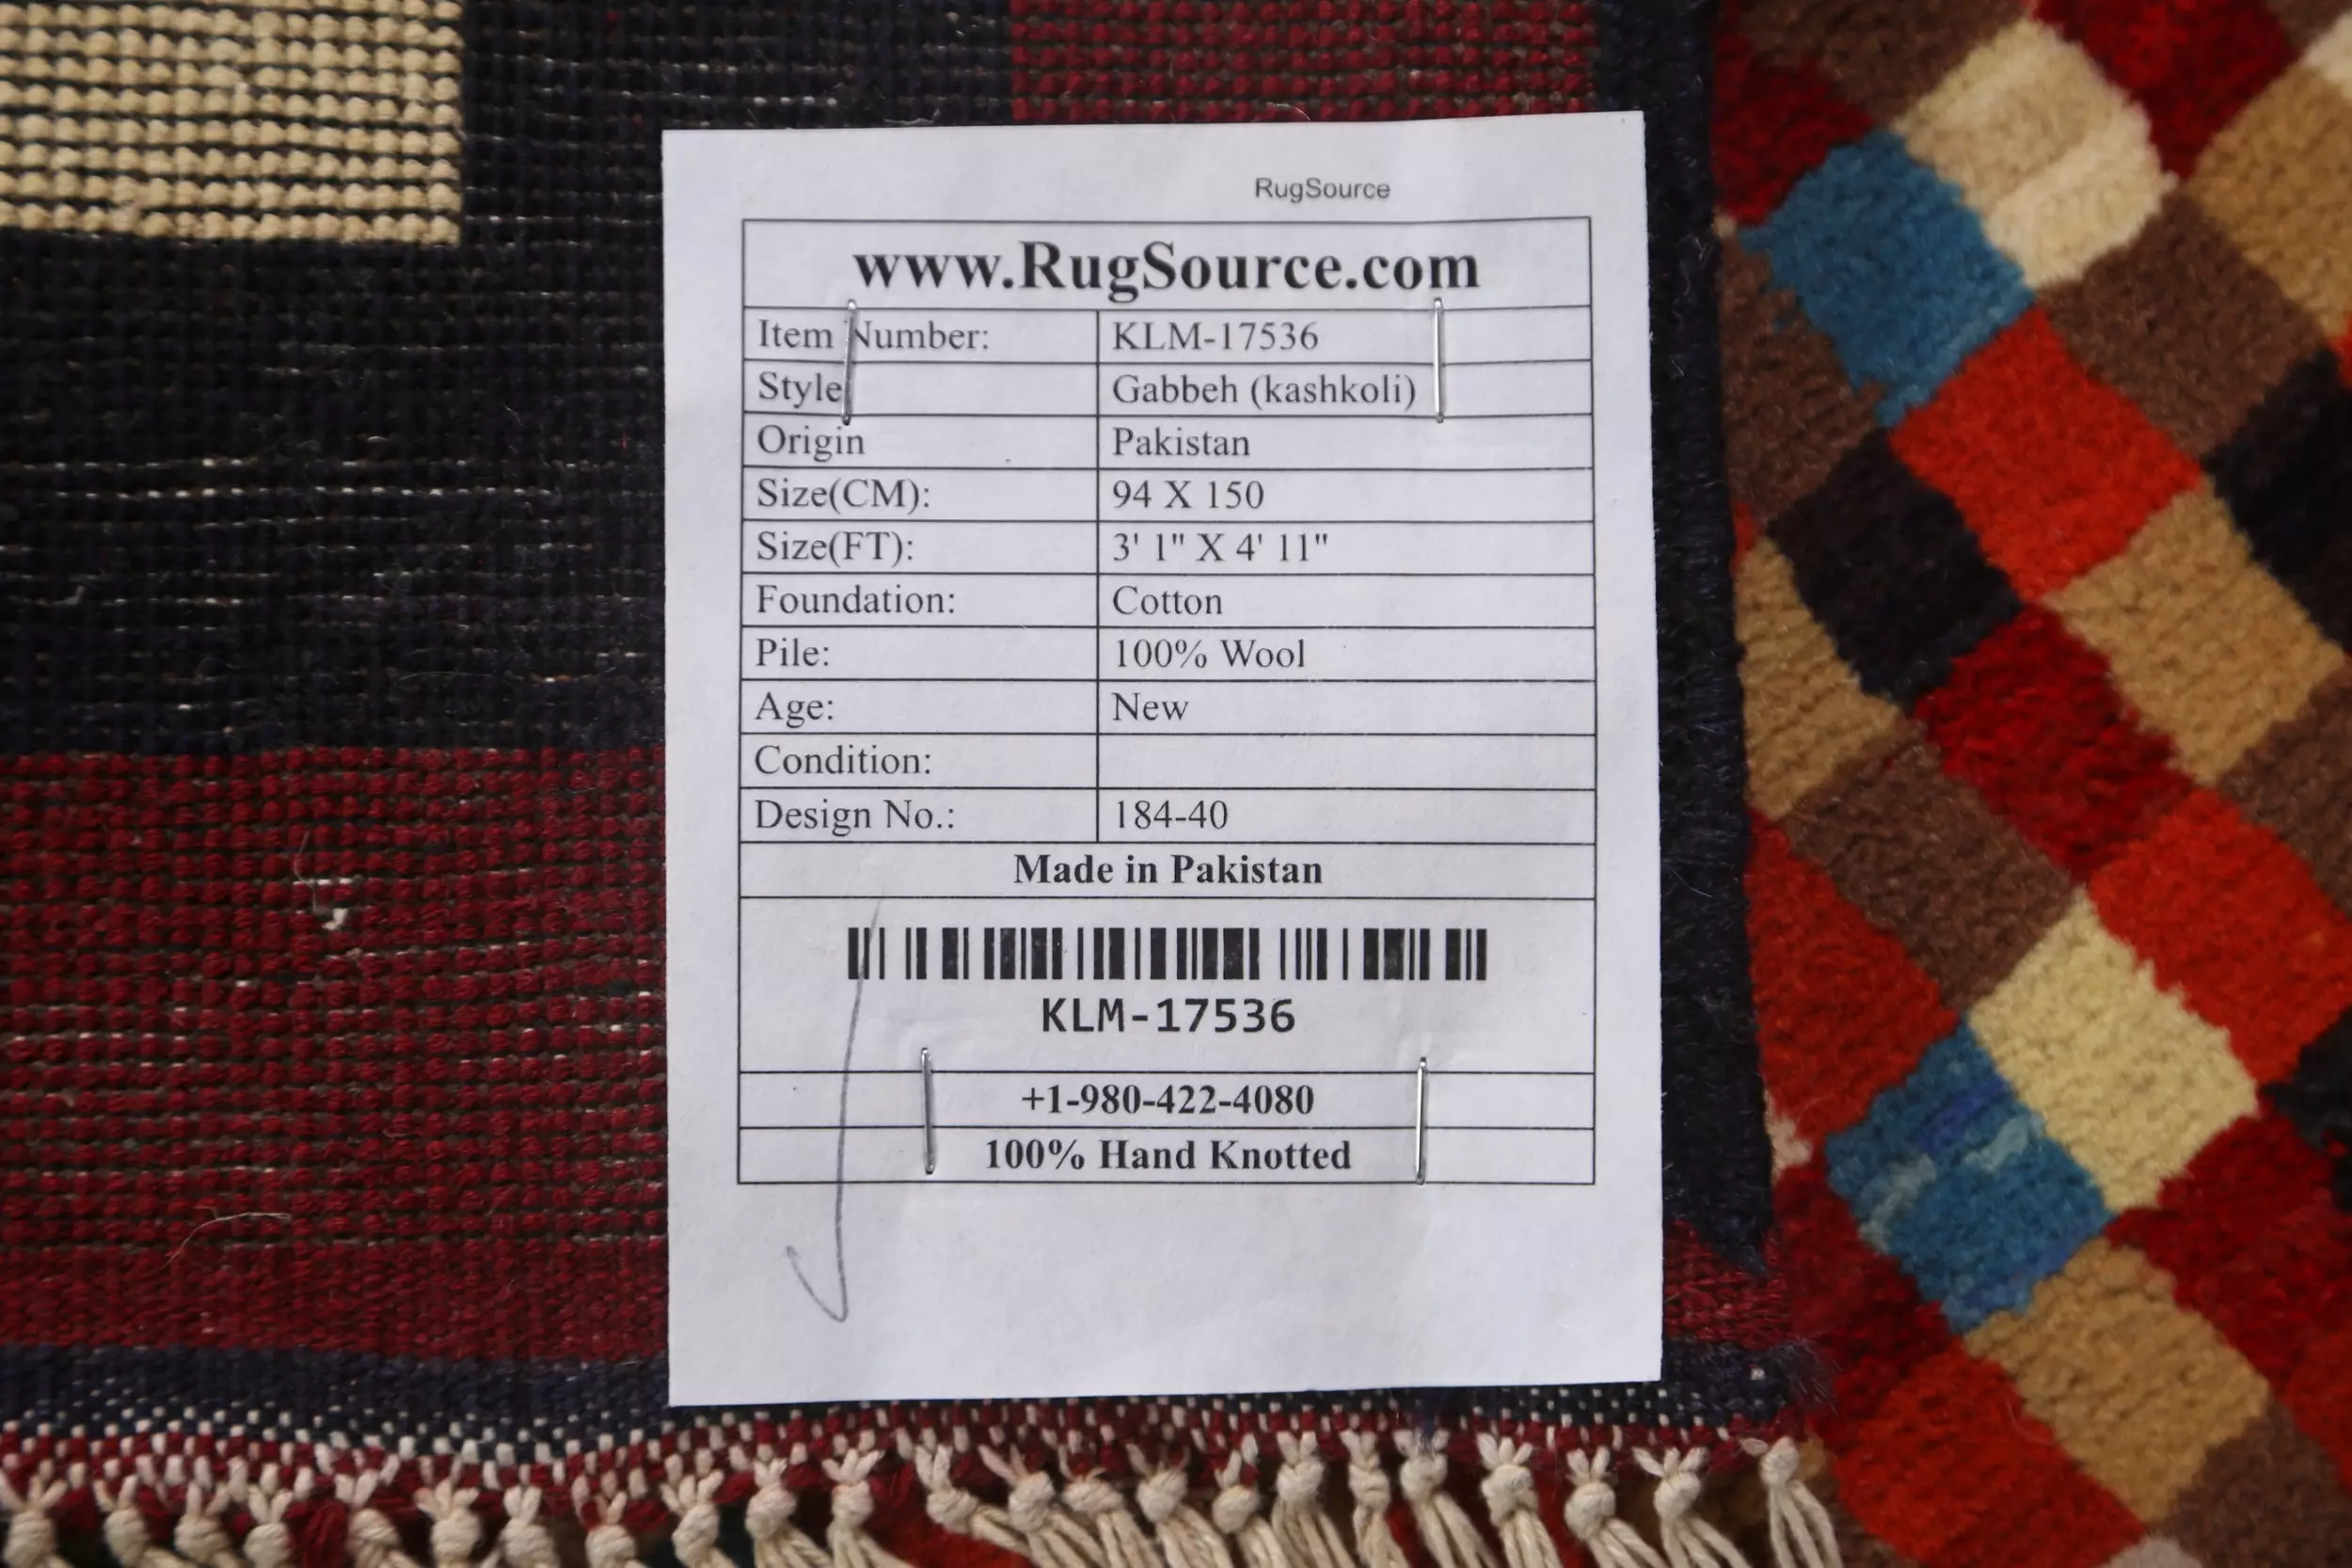 RugSource
www.RugSource.com
Item Number: KLM-17536
Style Gabbeh (kashkoli)
Origin Pakistan
Size(CM): 94 X 150
Size(FT): 3' 1" X 4' 11"
Foundation: Cotton
Pile: 100% Wool
Age: New
Condition:
Design No.: 184-40
Made in Pakistan
KLM-17536
+1-980-422-4080
100% Hand Knotted